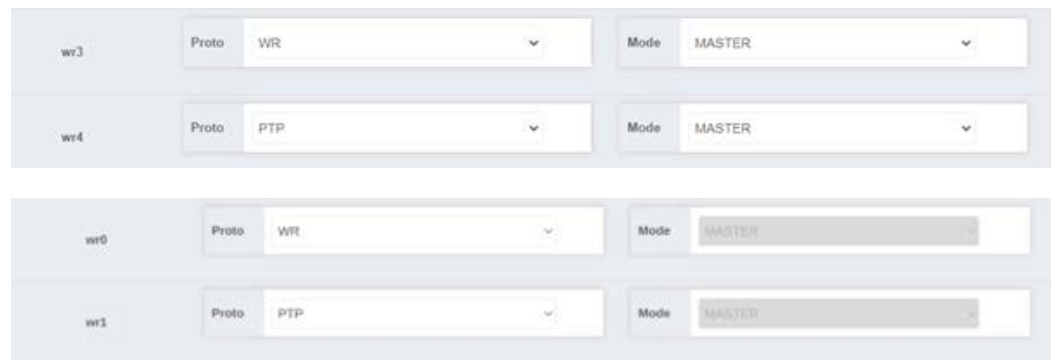 wr3 Proto WR Mode MASTER
wr4 Proto PTP Mode MASTER
wr0 Proto WR Mode MASTER
wr1 Proto PTP Mode MASTER